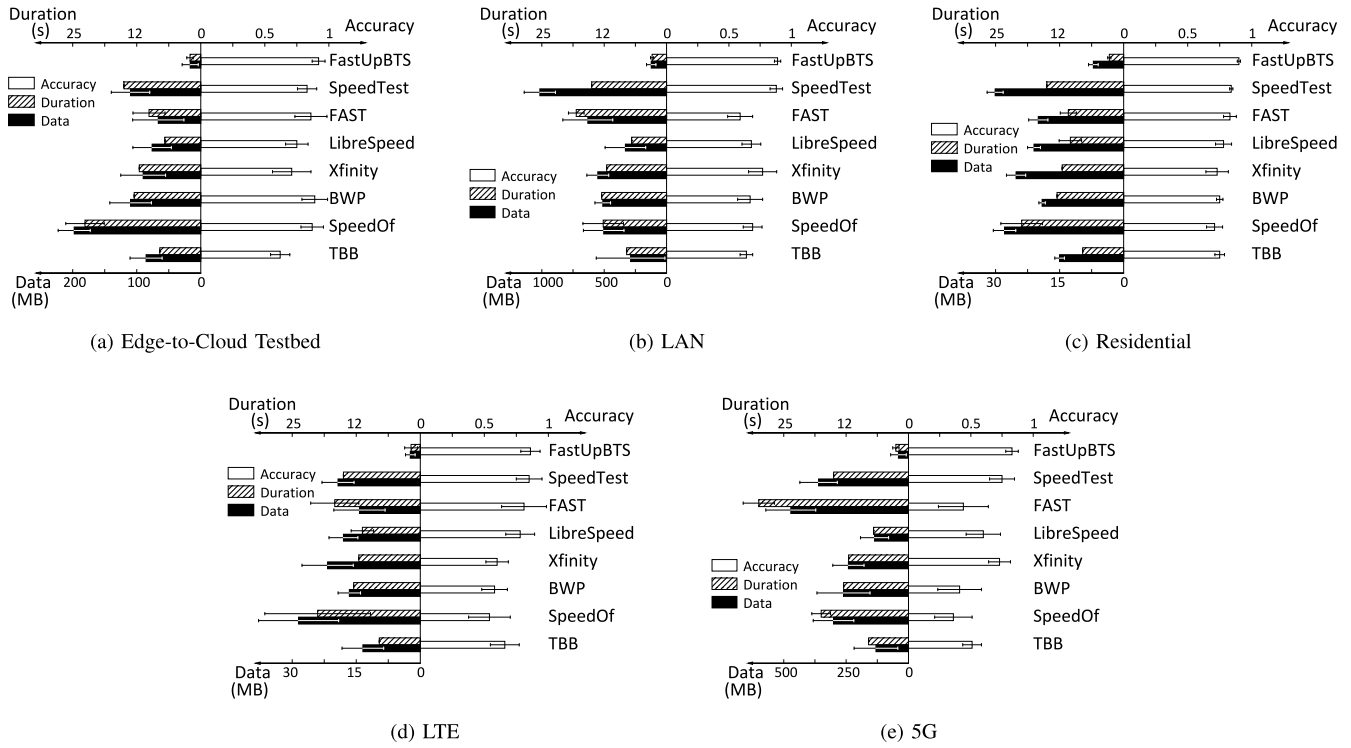 Duration
(s) 25 12 0 0.5 1 Accuracy
FastUpBTS
SpeedTest
FAST
LibreSpeed
Xfinity
BWP
SpeedOf
TBB
Accuracy
Duration
Data
Data 200 100 0
(MB)
(a) Edge-to-Cloud Testbed
Duration
(s) 25 12 0 0.5 1 Accuracy
FastUpBTS
SpeedTest
FAST
LibreSpeed
Xfinity
BWP
SpeedOf
TBB
Accuracy
Duration
Data
Data 1000 500 0
(MB)
(b) LAN
Duration
(s) 25 12 0 0.5 1 Accuracy
FastUpBTS
SpeedTest
FAST
LibreSpeed
Xfinity
BWP
SpeedOf
TBB
Accuracy
Duration
Data
Data 30 15 0
(MB)
(c) Residential
Duration
(s) 25 12 0 0.5 1 Accuracy
FastUpBTS
SpeedTest
FAST
LibreSpeed
Xfinity
BWP
SpeedOf
TBB
Accuracy
Duration
Data
Data 30 15 0
(MB)
(d) LTE
Duration
(s) 25 12 0 0.5 1 Accuracy
FastUpBTS
SpeedTest
FAST
LibreSpeed
Xfinity
BWP
SpeedOf
TBB
Accuracy
Duration
Data
Data 500 250 0
(MB)
(e) 5G